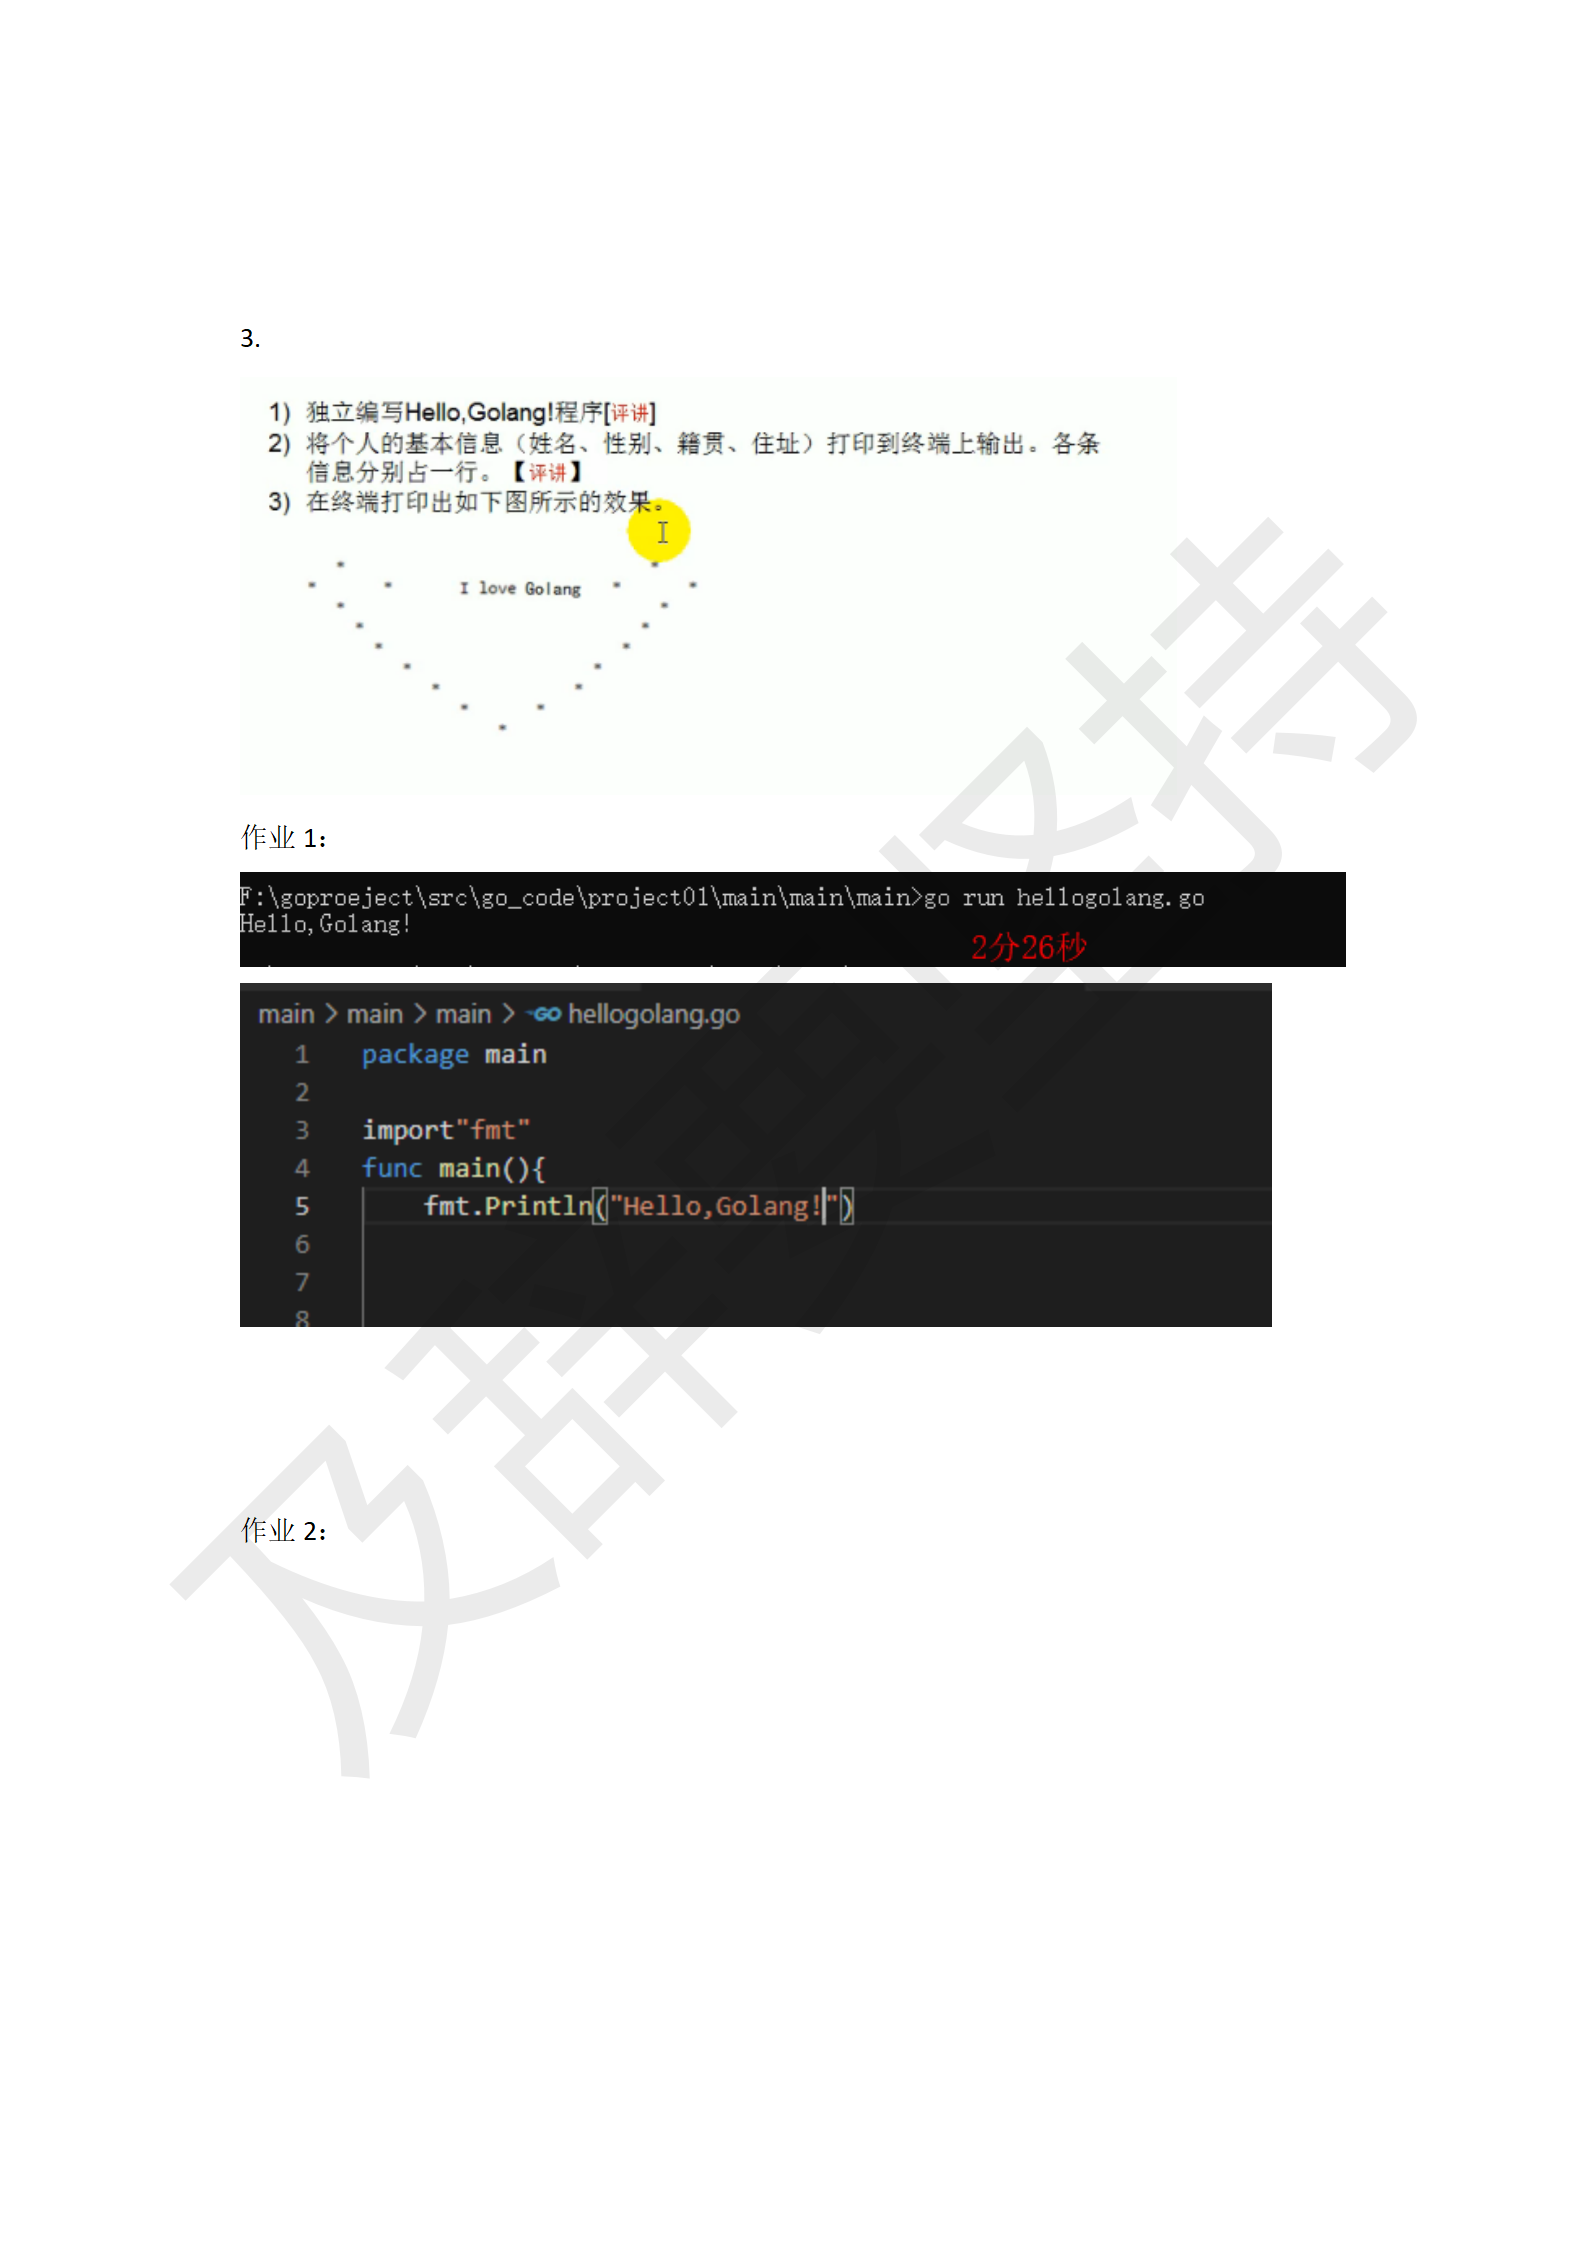 3.
1) 独立编写Hello,Golang!程序[评讲]
2) 将个人的基本信息（姓名、性别、籍贯、住址）打印到终端上输出。各条
信息分别占一行。【评讲】
3) 在终端打印出如下图所示的效果。
* *
* * I love Golang * *
* *
* *
* *
* *
* *
* *
*
作业 1：
F:\goproeject\src\go_code\project01\main\main\main>go run hellogolang.go
Hello,Golang!
2分26秒
main > main > main > GO hellogolang.go
1 package main
2
3 import"fmt"
4 func main(){
5 fmt.Println("Hello,Golang!")
6
7
8
作业 2：
及辞要坚持